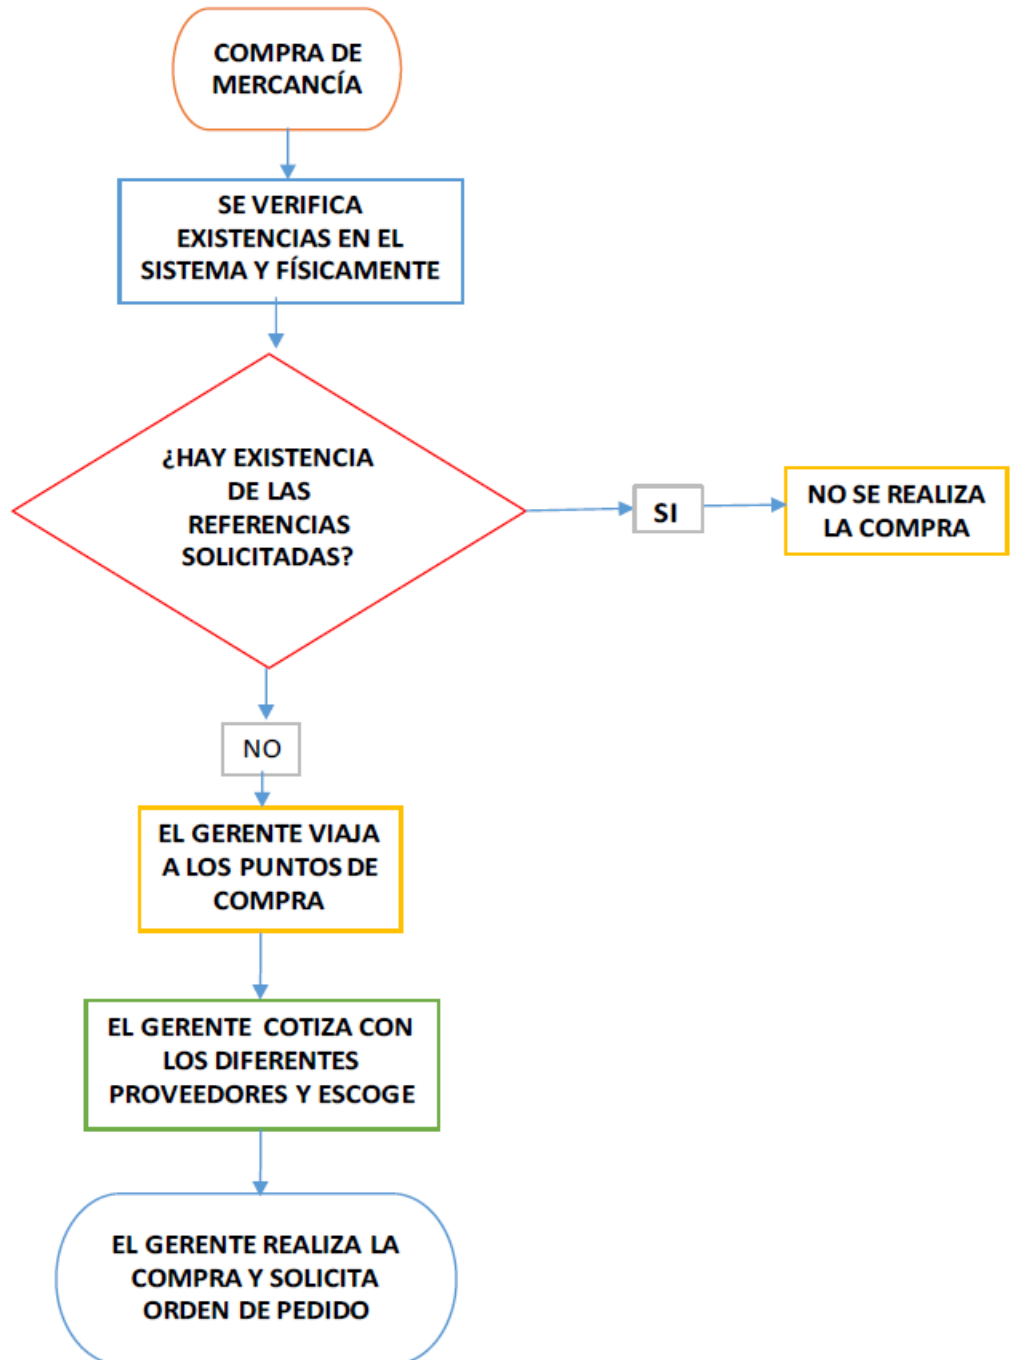 COMPRA DE
MERCANCÍA
SE VERIFICA
EXISTENCIAS EN EL
SISTEMA Y FÍSICAMENTE
¿HAY EXISTENCIA
DE LAS
REFERENCIAS
SOLICITADAS?
SI
NO SE REALIZA
LA COMPRA
NO
EL GERENTE VIAJA
A LOS PUNTOS DE
COMPRA
EL GERENTE COTIZA CON
LOS DIFERENTES
PROVEEDORES Y ESCOGE
EL GERENTE REALIZA LA
COMPRA Y SOLICITA
ORDEN DE PEDIDO